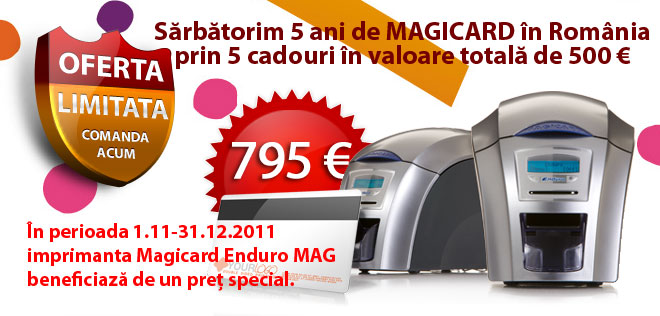 Sărbătorim 5 ani de MAGICARD în România
prin 5 cadouri în valoare totală de 500 €
OFERTA
LIMITATA
COMANDA
ACUM
795 €
În perioada 1.11-31.12.2011
imprimanta Magicard Enduro MAG
beneficiază de un preț special.
YOURLOGO